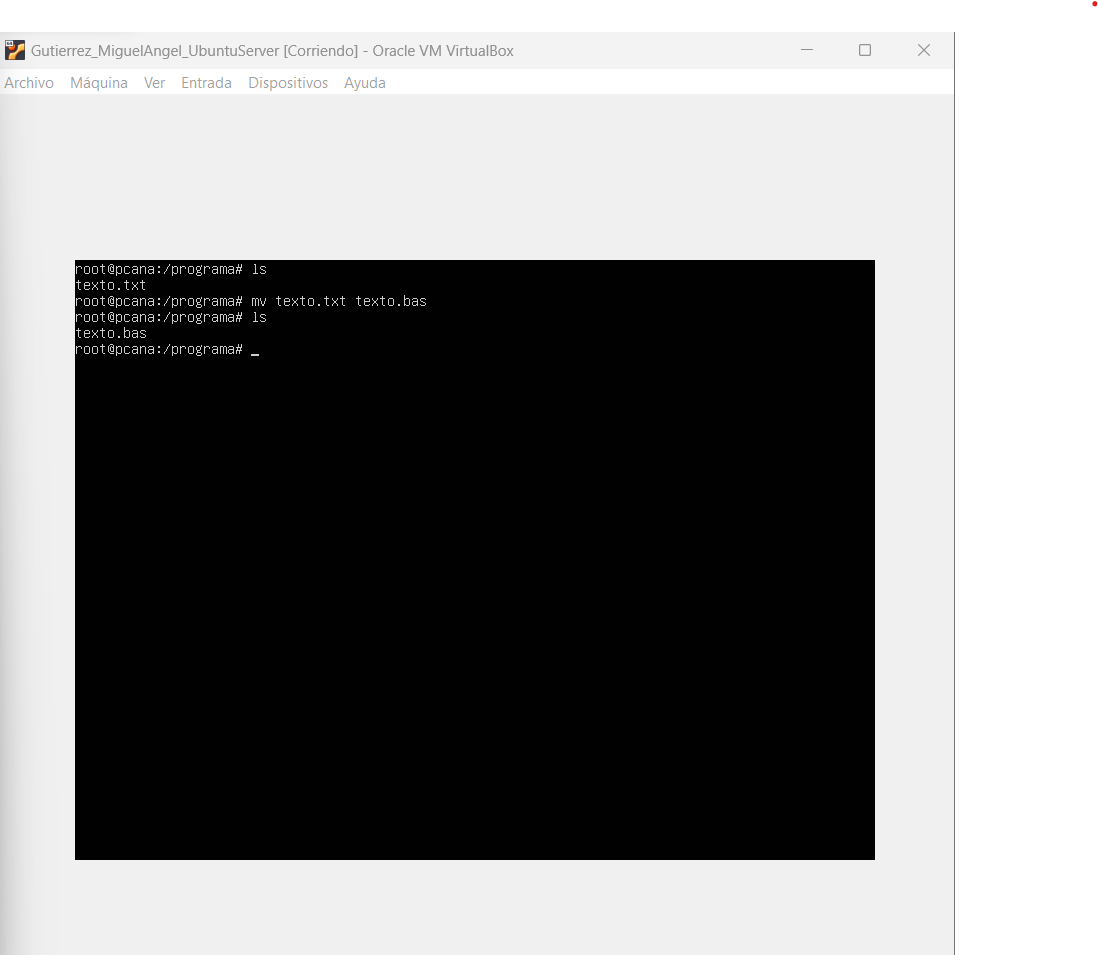 Gutierrez_MiguelAngel_UbuntuServer [Corriendo] - Oracle VM VirtualBox
Archivo Máquina Ver Entrada Dispositivos Ayuda
root@pcana:/programa# ls
texto.txt
root@pcana:/programa# mv texto.txt texto.bas
root@pcana:/programa# ls
texto.bas
root@pcana:/programa# _